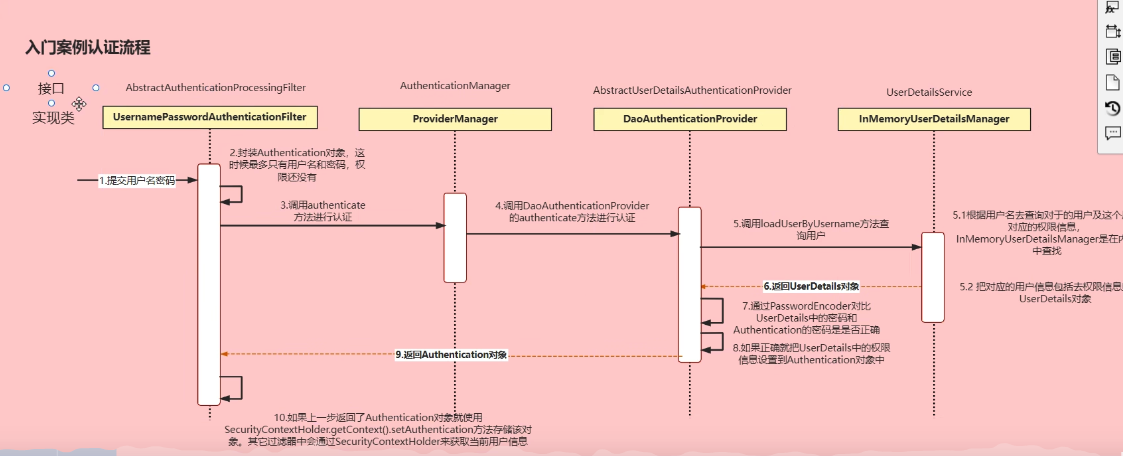 入门案例认证流程
接口
实现类
AbstractAuthenticationProcessingFilter
UsernamePasswordAuthenticationFilter
AuthenticationManager
ProviderManager
AbstractUserDetailsAuthenticationProvider
DaoAuthenticationProvider
UserDetailsService
InMemoryUserDetailsManager
1.提交用户名密码
2.封装Authentication对象，这
时候最多只有用户名和密码，权
限还没有
3.调用authenticate
方法进行认证
4.调用DaoAuthenticationProvider
的authenticate方法进行认证
5.调用loadUserByUsername方法查
询用户
5.1根据用户名去查询对于的用户及这个
对应的权限信息，
InMemoryUserDetailsManager是在内
中查找
5.2 把对应的用户信息包括去权限信息
UserDetails对象
6.返回UserDetails对象
7.通过PasswordEncoder对比
UserDetails中的密码和
Authentication的密码是是否正确
8.如果正确就把UserDetails中的权限
信息设置到Authentication对象中
9.返回Authentication对象
10.如果上一步返回了Authentication对象就使用
SecurityContextHolder.getContext().setAuthentication方法存储该对
象。其它过滤器中会通过SecurityContextHolder来获取当前用户信息